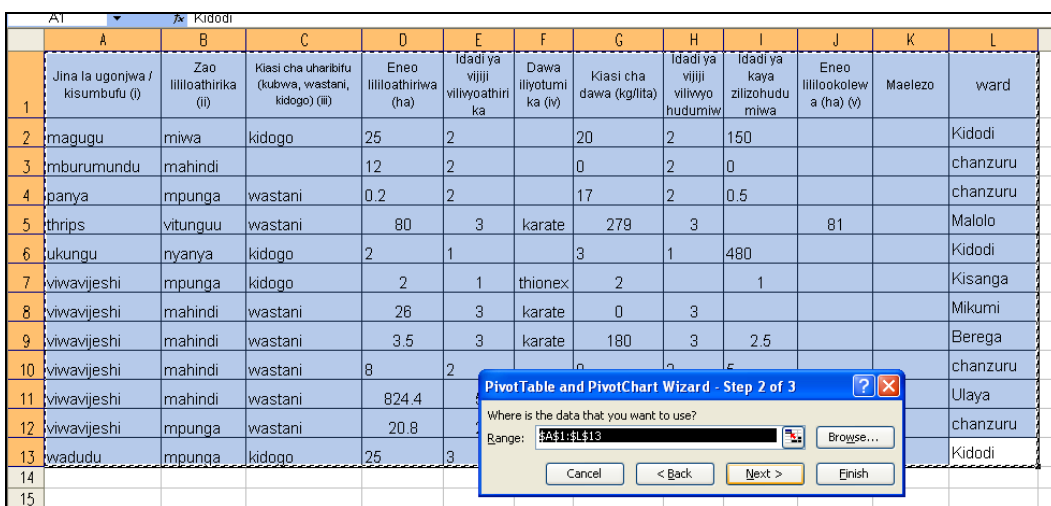 A1 fx Kidodi
A B C D E F G H I J K L
1 Jina la ugonjwa / kisumbufu (i) Zao lililoathirika (ii) Kiasi cha uharibifu (kubwa, wastani, kidogo) (iii) Eneo lililoathiriwa (ha) Idadi ya vijiji vilivyoathirika Dawa iliyotumika (iv) Kiasi cha dawa (kg/lita) Idadi ya vijiji vilivyo hudumiw Idadi ya kaya zilizohudumiwa Eneo lililookolewa (ha) (v) Maelezo ward
2 magugu miwa kidogo 25 2 20 2 150 Kidodi
3 mburumundu mahindi 12 2 0 2 0 chanzuru
4 panya mpunga wastani 0.2 2 17 2 0.5 chanzuru
5 thrips vitunguu wastani 80 3 karate 279 3 81 Malolo
6 ukungu nyanya kidogo 2 1 3 1 480 Kidodi
7 viwavijeshi mpunga kidogo 2 1 thionex 2 1 Kisanga
8 viwavijeshi mahindi wastani 26 3 karate 0 3 Mikumi
9 viwavijeshi mahindi wastani 3.5 3 karate 180 3 2.5 Berega
10 viwavijeshi mahindi wastani 8 2 chanzuru
11 viwavijeshi mahindi wastani 824.4 Ulaya
12 viwavijeshi mpunga wastani 20.8 chanzuru
13 wadudu mpunga kidogo 25 3 Kidodi
14
15
PivotTable and PivotChart Wizard - Step 2 of 3
Where is the data that you want to use?
Range: $A$1:$L$13 Browse...
Cancel < Back Next > Finish